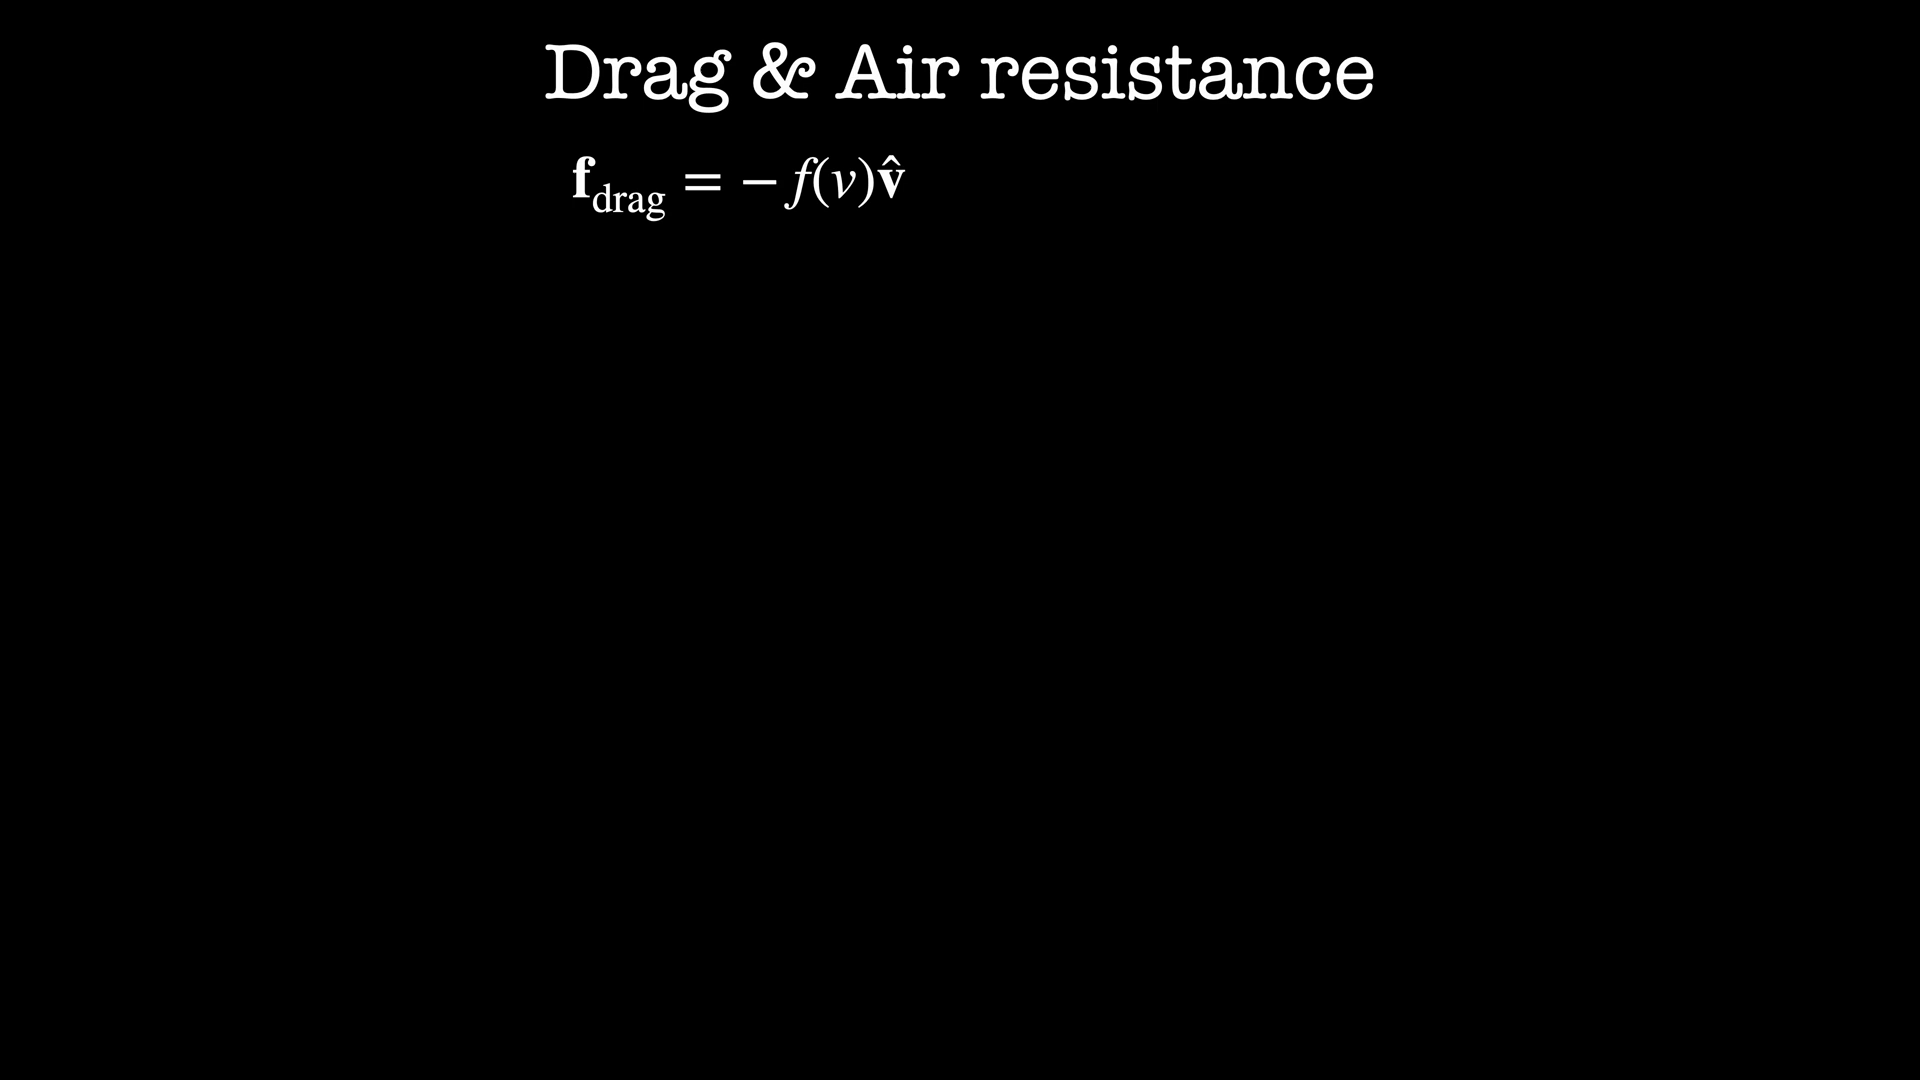 Drag & Air resistance
𝐟_drag = − f(v)𝐯̂